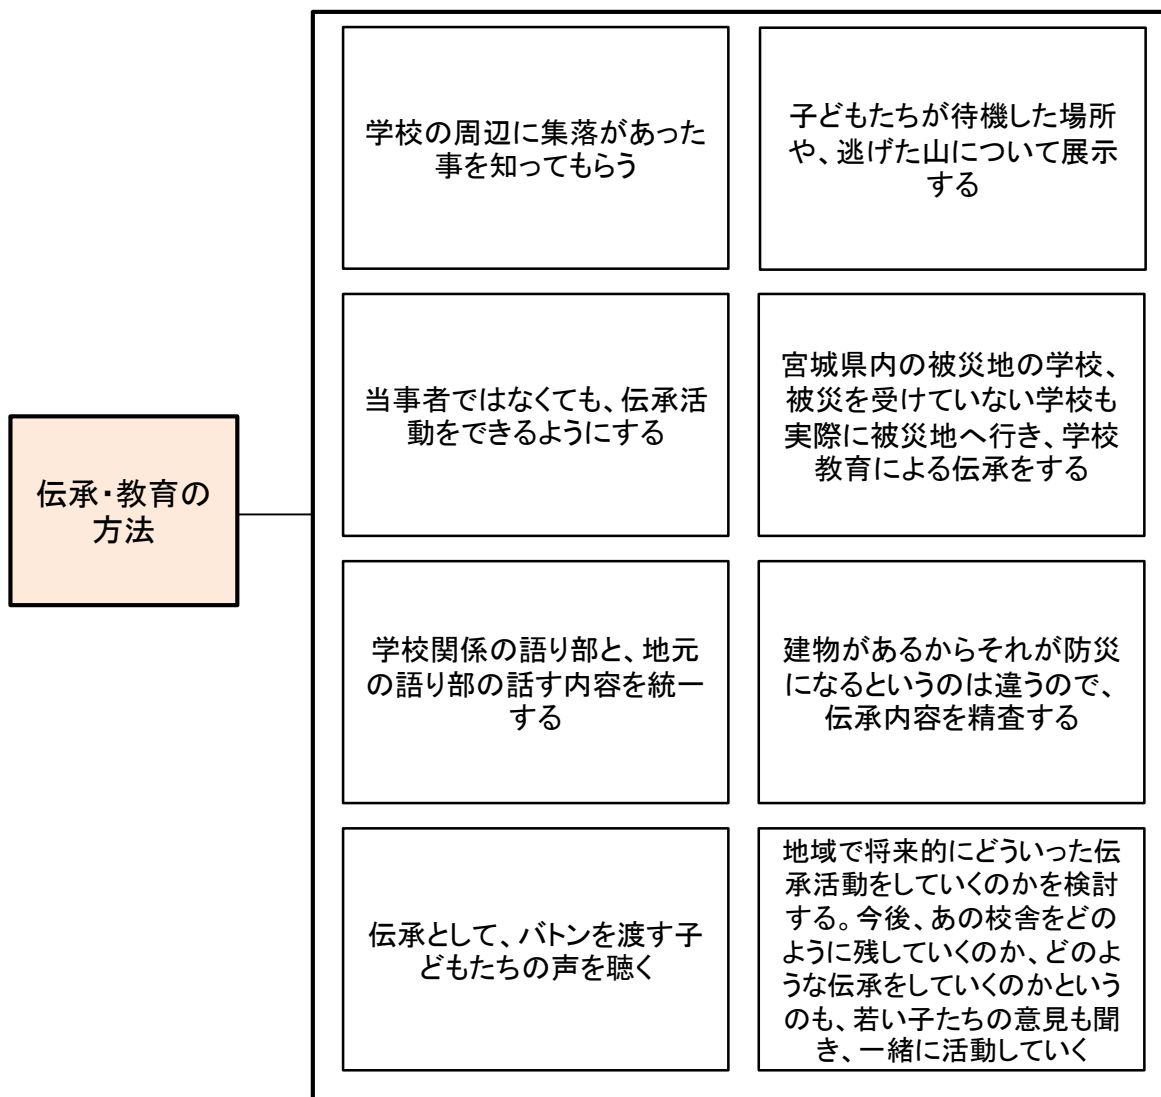 伝承・教育の
方法
学校の周辺に集落があった
事を知ってもらう
子どもたちが待機した場所
や、逃げた山について展示
する
当事者ではなくても、伝承活
動をできるようにする
宮城県内の被災地の学校、
被災を受けていない学校も
実際に被災地へ行き、学校
教育による伝承をする
学校関係の語り部と、地元
の語り部の話す内容を統一
する
建物があるからそれが防災
になるというのは違うので、
伝承内容を精査する
伝承として、バトンを渡す子
どもたちの声を聴く
地域で将来的にどういった伝
承活動をしていくのかを検討
する。今後、あの校舎をどの
ように残していくのか、どのよ
うな伝承をしていくのかという
のも、若い子たちの意見も聞
き、一緒に活動していく